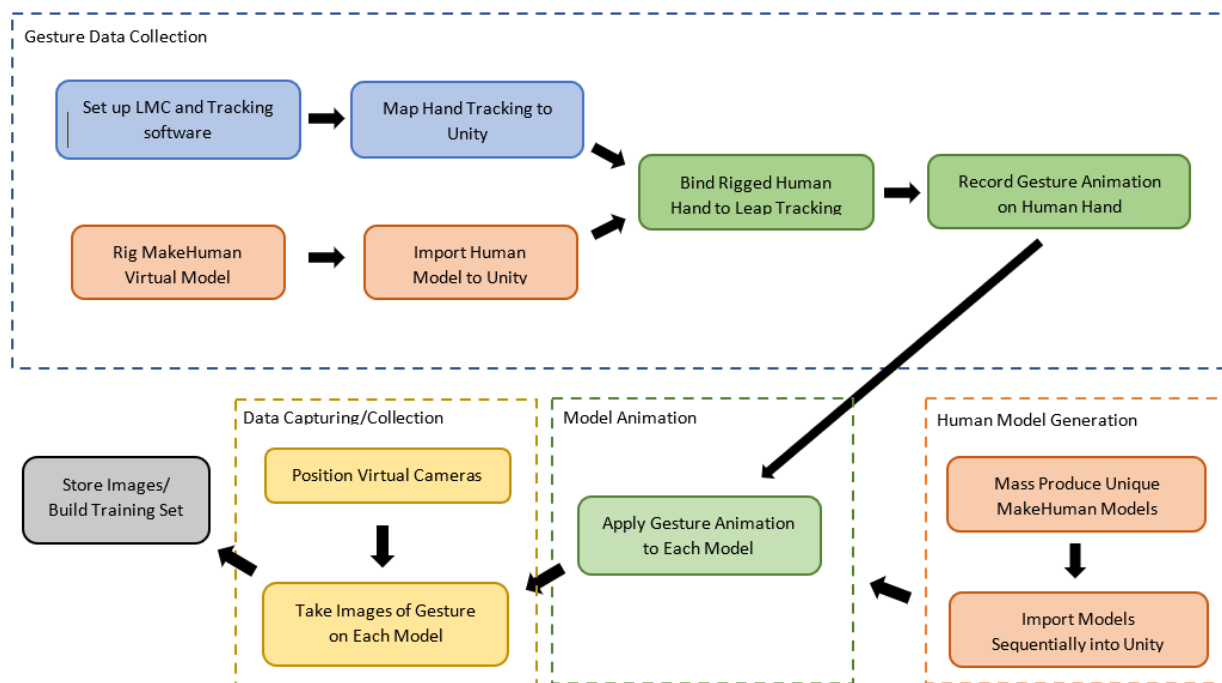 Gesture Data Collection
Set up LMC and Tracking
software
Map Hand Tracking to
Unity
Bind Rigged Human
Hand to Leap Tracking
Record Gesture Animation
on Human Hand
Rig MakeHuman
Virtual Model
Import Human
Model to Unity
Data Capturing/Collection
Model Animation
Human Model Generation
Position Virtual Cameras
Mass Produce Unique
MakeHuman Models
Store Images/
Build Training Set
Apply Gesture Animation
to Each Model
Take Images of Gesture
on Each Model
Import Models
Sequentially into Unity